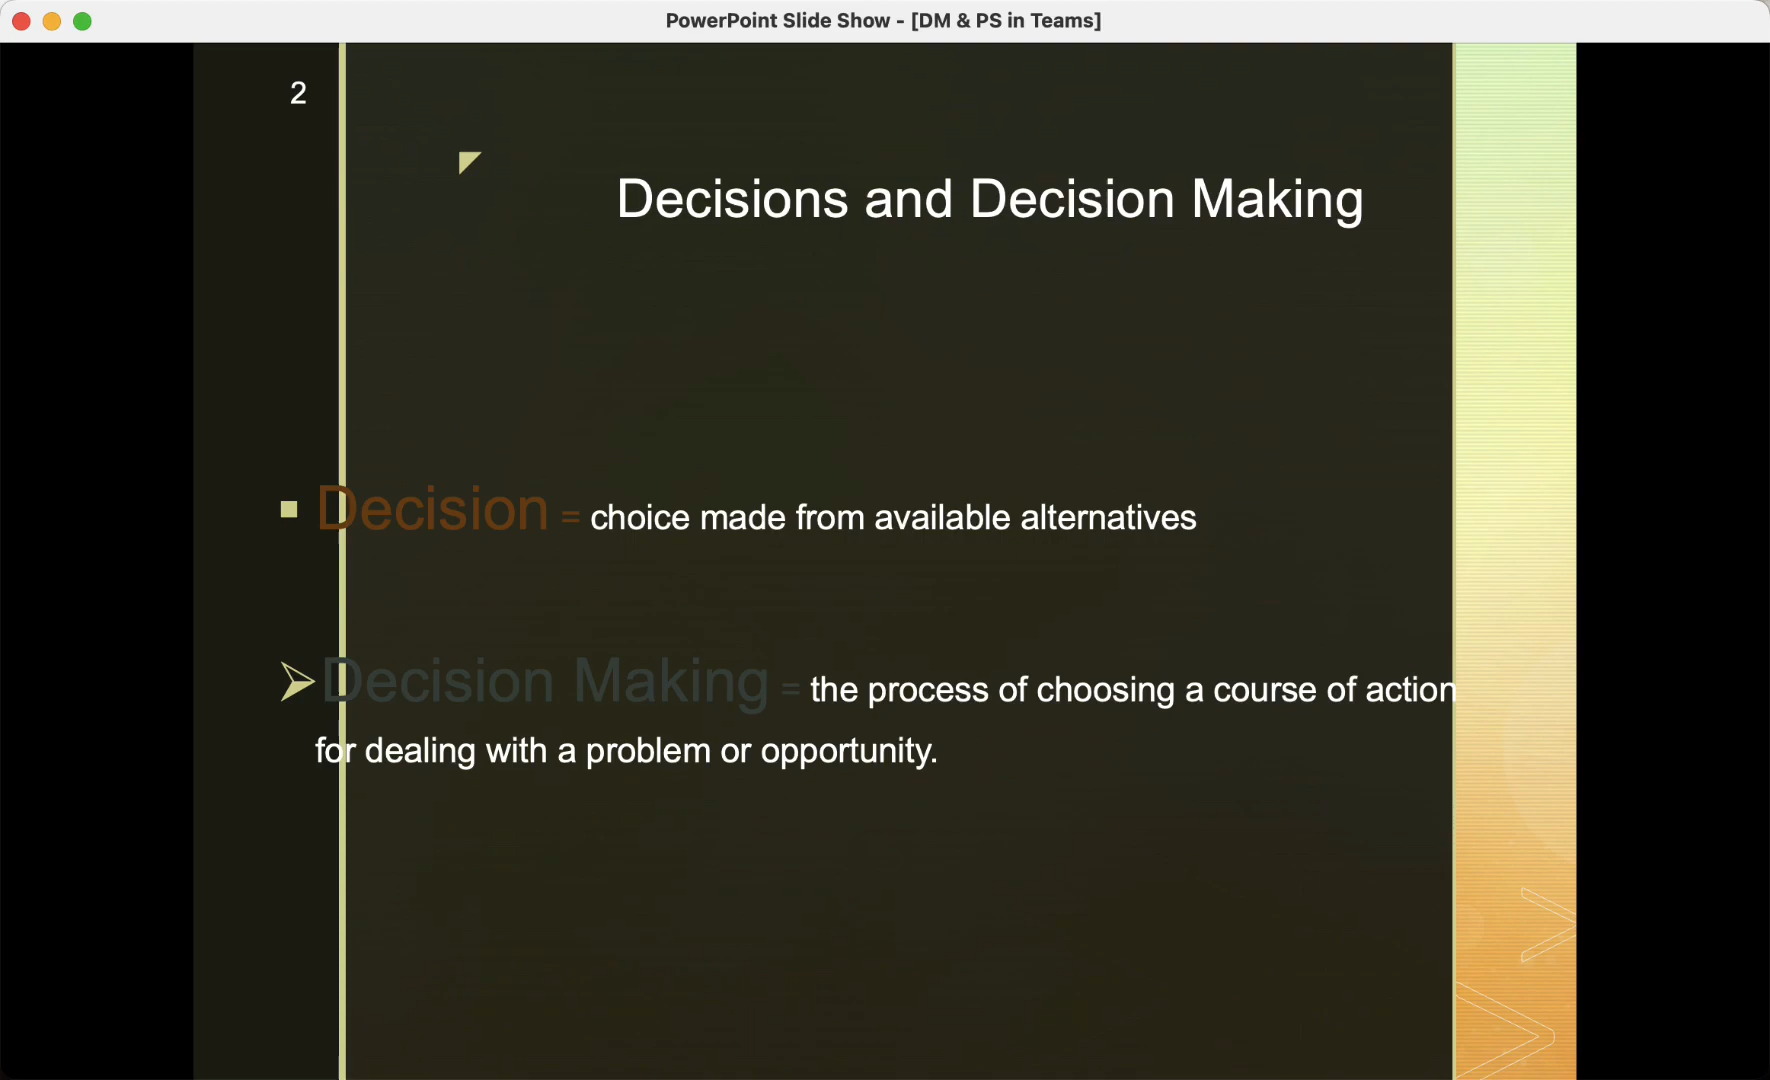 PowerPoint Slide Show - [DM & PS in Teams]
2
Decisions and Decision Making
Decision = choice made from available alternatives
Decision Making = the process of choosing a course of action
for dealing with a problem or opportunity.